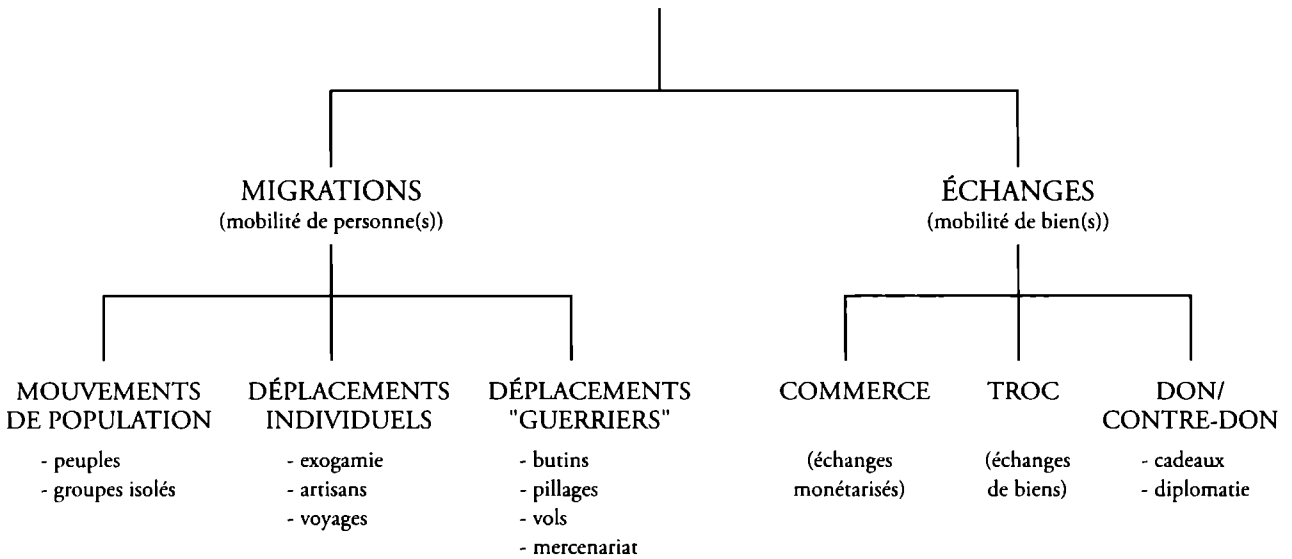 MIGRATIONS
(mobilité de personne(s))
ÉCHANGES
(mobilité de bien(s))
MOUVEMENTS
DE POPULATION
- peuples
- groupes isolés
DÉPLACEMENTS
INDIVIDUELS
- exogamie
- artisans
- voyages
DÉPLACEMENTS
"GUERRIERS"
- butins
- pillages
- vols
- mercenariat
COMMERCE
(échanges
monétarisés)
TROC
(échanges
de biens)
DON/
CONTRE-DON
- cadeaux
- diplomatie